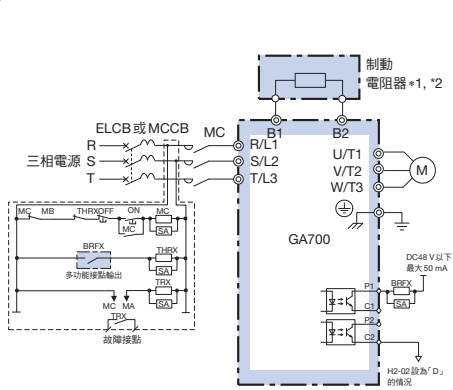 制動
電阻器*1, *2
ELCB或MCCB
MC
B1
B2
三相電源
R
S
T
R/L1
S/L2
T/L3
U/T1
V/T2
W/T3
M
GA700
MC
MB
THRX
OFF
ON
MC
MC
SA
BRFX
多功能接點輸出
THRX
SA
TRX
SA
MC
MA
TRX
故障接點
DC48 V以下
最大50 mA
P1
BRFX
C1
SA
P2
C2
H2-02設為「D」
的情況